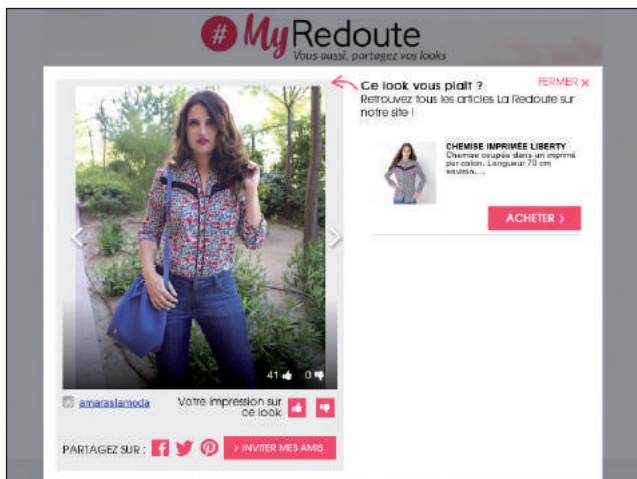 # MyRedoute
Vous aussi, partagez vos looks
Ce look vous plaît ?
FERMER X
Retrouvez tous les articles La Redoute sur
notre site !
CHEMISE IMPRIMÉE LIBERTY
Chemise coupée dans un imprimé
pur coton. Longueur 70 cm
environ....
ACHETER >
41 0
amaraslamoda
Votre impression sur
ce look
PARTAGEZ SUR :
> INVITER MES AMIS